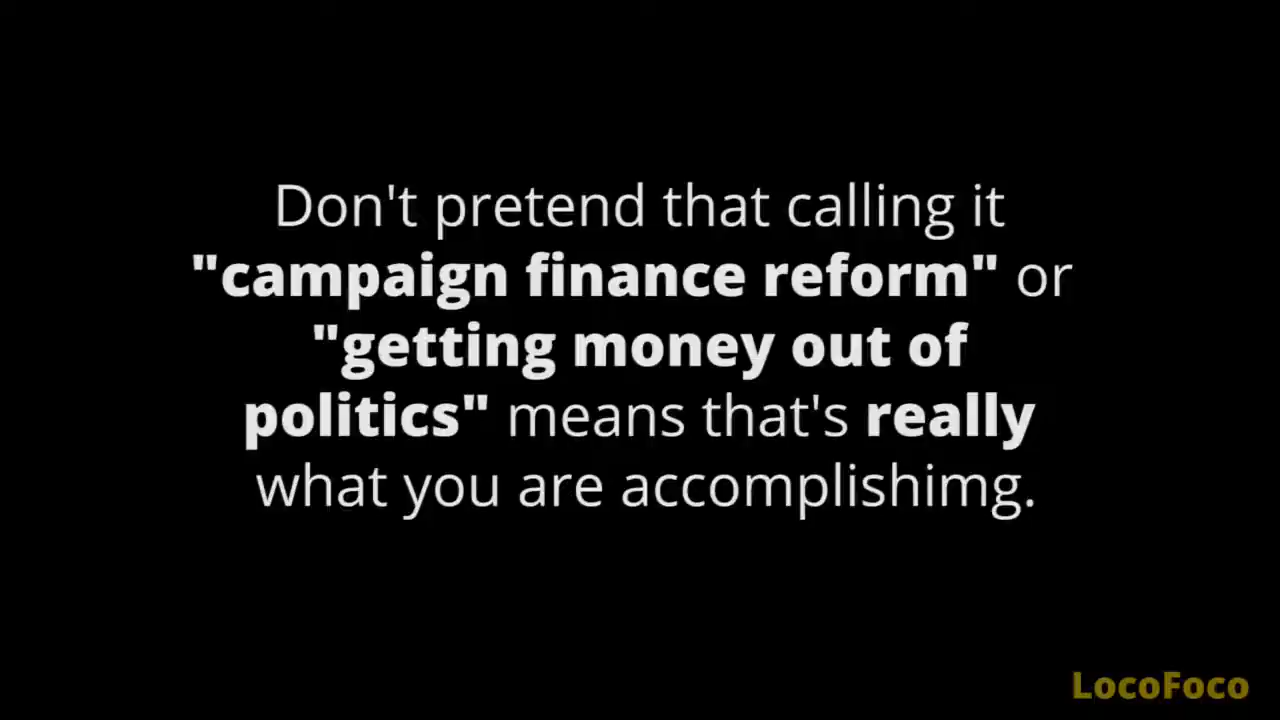 Don't pretend that calling it
"campaign finance reform" or
"getting money out of
politics" means that's really
what you are accomplishimg.
LocoFoco